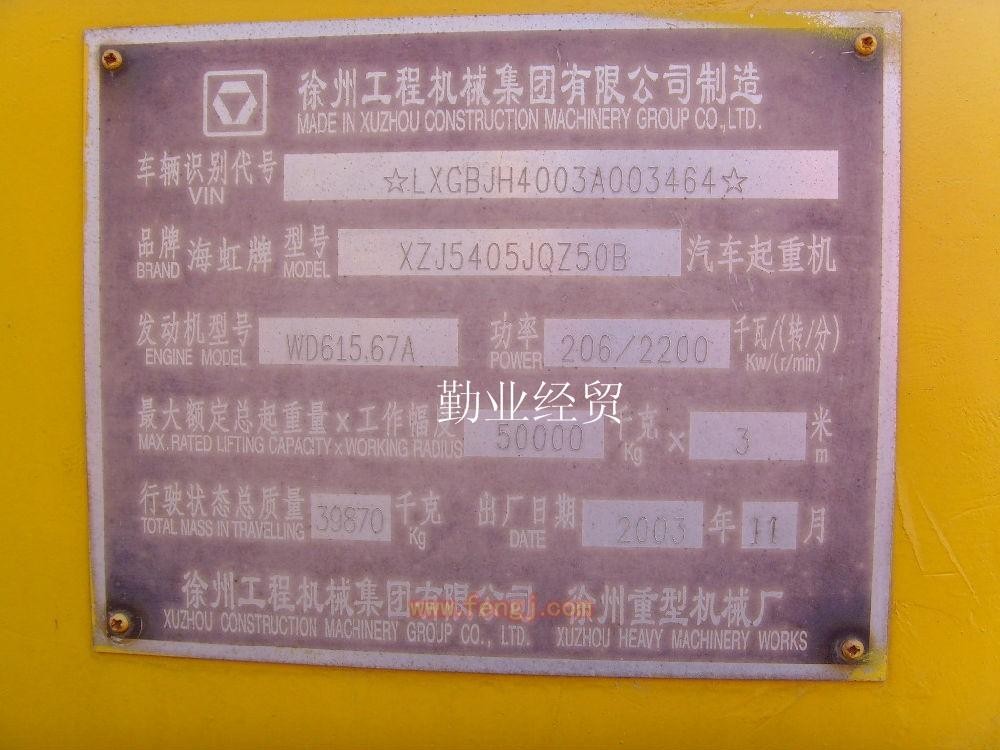 徐州工程机械集团有限公司制造
MADE IN XUZHOU CONSTRUCTION MACHINERY GROUP CO.,LTD.
车辆识别代号 ☆LXGBJH4003A003464☆
VIN
品牌 海虹牌 型号 XZJ5405JQZ50B 汽车起重机
BRAND MODEL
发动机型号 WD615.67A 功率 206/2200 千瓦/(转/分)
ENGINE MODEL POWER Kw/(r/min)
勤业经贸
最大额定总起重量×工作幅度 50000 千克 × 3 米
MAX.RATED LIFTING CAPACTY×WORKING RADIUS Kg m
行驶状态总质量 39870 千克 出厂日期 2003 年 11 月
TOTAL MASS IN TRAVELLING Kg DATE
徐州工程机械集团有限公司 徐州重型机械厂
www.fengj.com
XUZHOU CONSTRUCTION MACHINERY GROUP CO., LTD. XUZHOU HEAVY MACHINERY WORKS